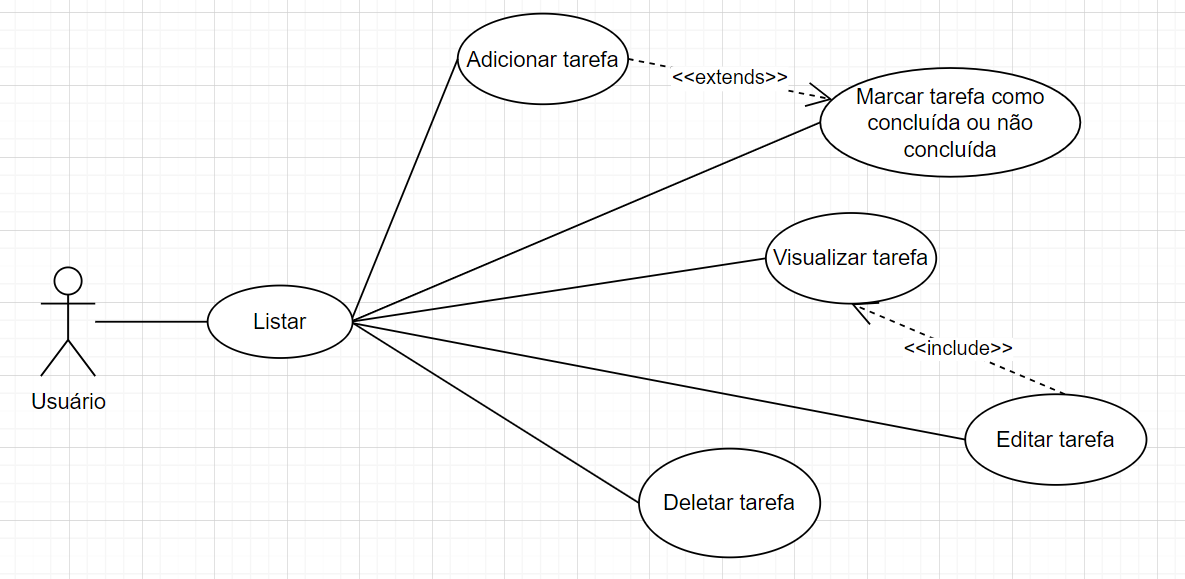 Adicionar tarefa
<<extends>>
Marcar tarefa como
concluída ou não
concluída
Visualizar tarefa
Listar
<<include>>
Usuário
Editar tarefa
Deletar tarefa